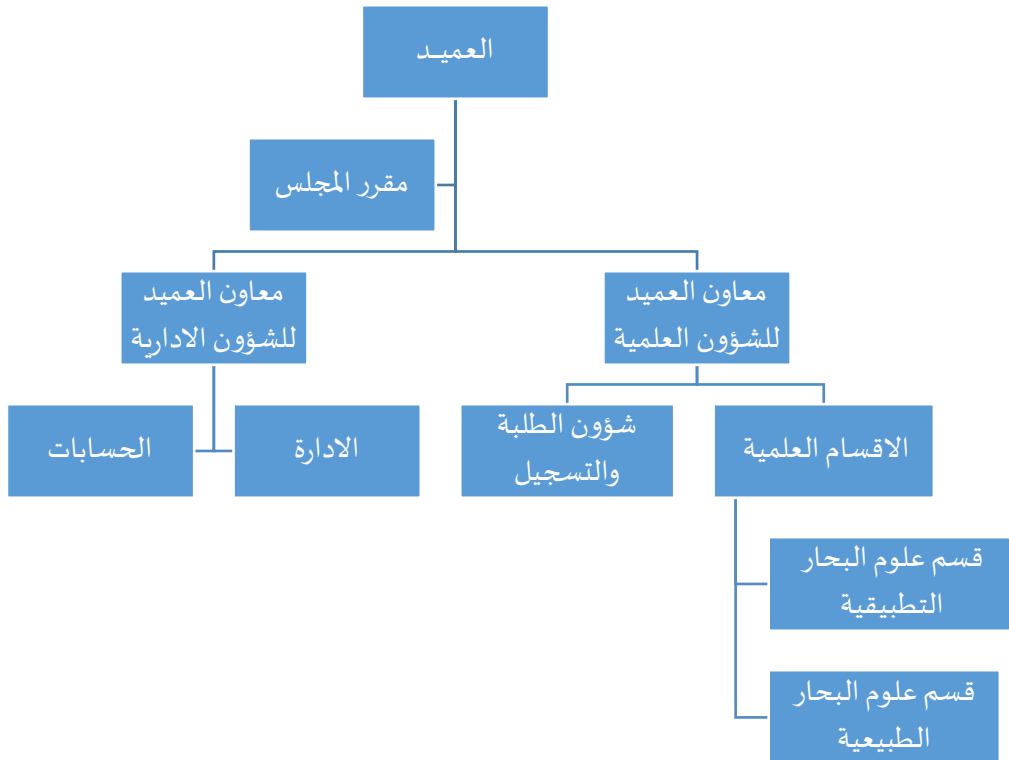 العميـد
مقرر المجلس
معاون العميد
للشؤون العلمية
معاون العميد
للشؤون الادارية
الاقسام العلمية
شؤون الطلبة
والتسجيل
الادارة
الحسابات
قسم علوم البحار
التطبيقية
قسم علوم البحار
الطبيعية